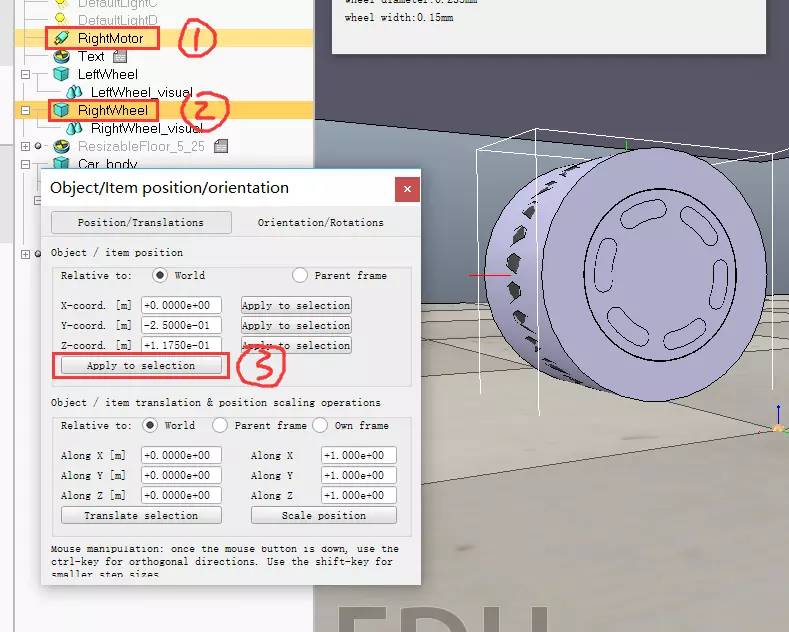 DefaultLightC
DefaultLightD
RightMotor
①
Text
LeftWheel
LeftWheel_visual
RightWheel
②
RightWheel_visual
ResizableFloor_5_25
Car_body
wheel diameter:0.235mm
wheel width:0.15mm
Object/Item position/orientation
×
Position/Translations
Orientation/Rotations
Object / item position
Relative to: World Parent frame
X-coord. [m] +0.0000e+00 Apply to selection
Y-coord. [m] -2.5000e-01 Apply to selection
Z-coord. [m] +1.1750e-01 Apply to selection
Apply to selection
③
Object / item translation & position scaling operations
Relative to: World Parent frame Own frame
Along X [m] +0.0000e+00 Along X +1.000e+00
Along Y [m] +0.0000e+00 Along Y +1.000e+00
Along Z [m] +0.0000e+00 Along Z +1.000e+00
Translate selection Scale position
Mouse manipulation: once the mouse button is down, use the
ctrl-key for orthogonal directions. Use the shift-key for
smaller step sizes.
EDU